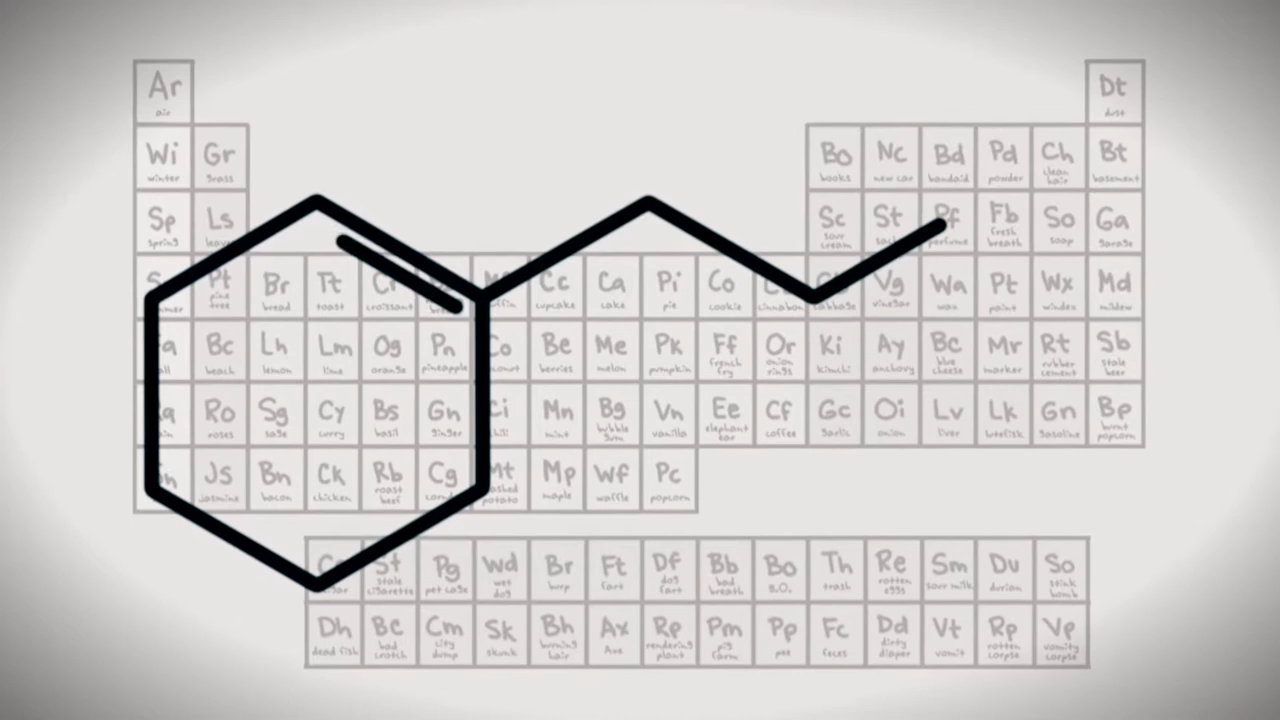 Ar Dt
air dust
Wi Gr Bo Nc Bd Pd Ch Bt
winter grass books new car bandaid powder clean hair basement
Sp Ls Sc St Pf Fb So Ga
spring sour cream perfume fresh breath soap garage
Pt Br Tt Cc Ca Pi Co Vg Wa Pt Wx Md
pine tree bread toast croissant cupcake cake pie cookie vinegar wax paint windex mildew
Bc Lh Lm Og Pn Be Me Pk Ff Or Ki Ay Bc Mr Rt Sb
beach lemon lime orange pineapple berries melon pumpkin french fry onion rings kimchi anchovy blue cheese marker rubber cement stale beer
Ro Sg Cy Bs Gn Mn Bg Vn Ee Cf Gc Oi Lv Lk Gn Bp
roses sage curry basil ginger mint bubble gum vanilla elephant ear coffee garlic onion liver lutefisk gasoline burnt popcorn
Js Bn Ck Rb Cg Mt Mp Wf Pc
jasmine bacon chicken roast beef potato maple waffle popcorn
St Pg Wd Br Ft Df Bb Bo Th Re Sm Du So
stale cigarette pet cage wet dog burp fart dog fart bad breath B.O. trash rotten eggs sour milk durian stink bomb
Dh Bc Cm Sk Bh Ax Rp Pm Pp Fc Dd Vt Rp Vp
dead fish bad crotch city dump skunk burning hair Axe rendering plant pig farm pee feces dirty diaper vomit rotten corpse vomity corpse